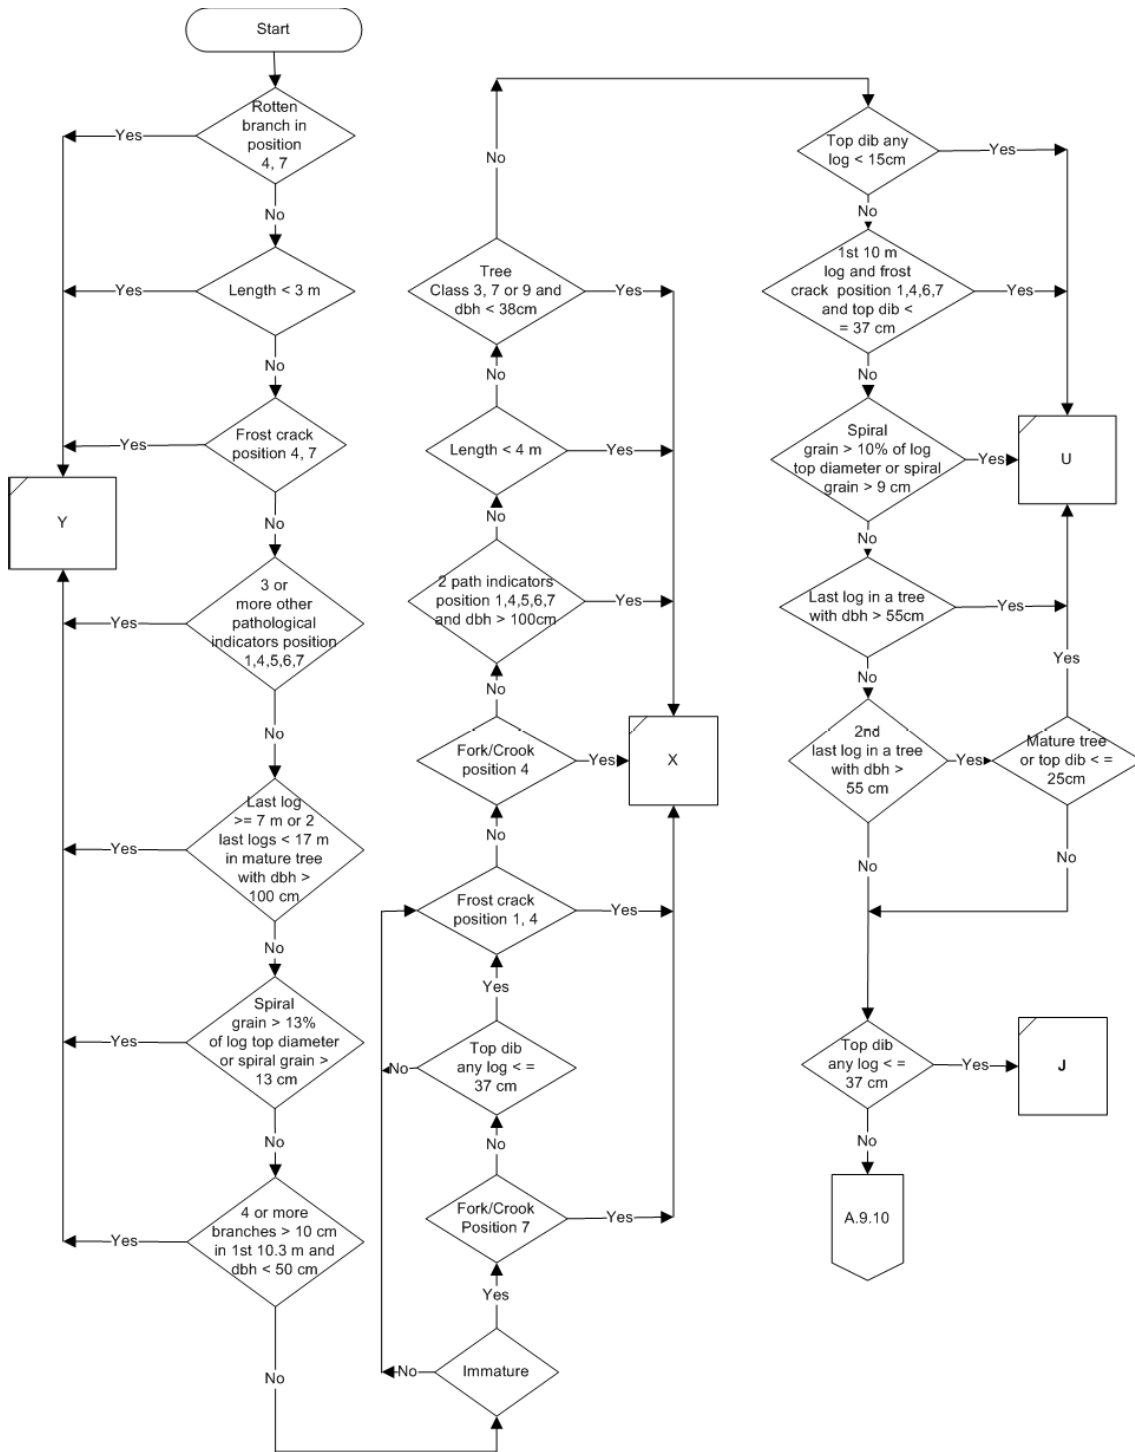 Start
Rotten
branch in
position
4, 7
Yes
No
Length < 3 m
Yes
No
Frost crack
position 4, 7
Yes
No
Y
3 or
more other
pathological
indicators position
1,4,5,6,7
Yes
No
Last log
>= 7 m or 2
last logs < 17 m
in mature tree
with dbh >
100 cm
Yes
No
Spiral
grain > 13%
of log top diameter
or spiral grain >
13 cm
Yes
No
4 or more
branches > 10 cm
in 1st 10.3 m and
dbh < 50 cm
Yes
No
Immature
No
Yes
Fork/Crook
Position 7
Yes
No
Top dib
any log < =
37 cm
No
Yes
Frost crack
position 1, 4
Yes
No
Fork/Crook
position 4
Yes
X
No
2 path indicators
position 1,4,5,6,7
and dbh > 100cm
Yes
No
Length < 4 m
Yes
No
Tree
Class 3, 7 or 9 and
dbh < 38cm
Yes
No
Top dib any
log < 15cm
Yes
No
1st 10 m
log and frost
crack position 1,4,6,7
and top dib <
= 37 cm
Yes
No
Spiral
grain > 10% of log
top diameter or spiral
grain > 9 cm
Yes
U
No
Last log in a tree
with dbh > 55cm
Yes
No
2nd
last log in a tree
with dbh >
55 cm
Yes
Mature tree
or top dib < =
25cm
Yes
No
No
Top dib
any log < =
37 cm
Yes
J
No
A.9.10